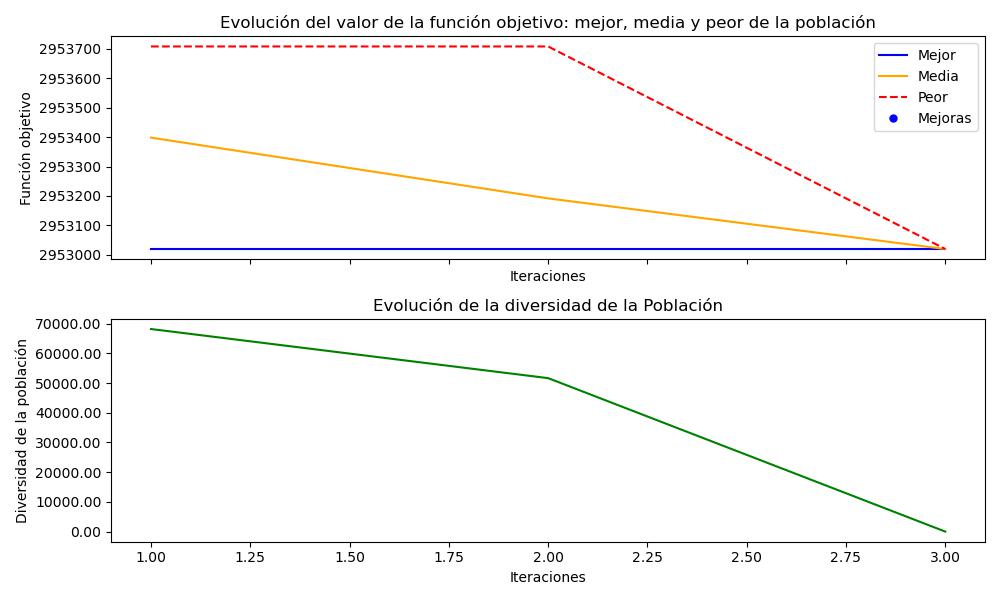 Evolución del valor de la función objetivo: mejor, media y peor de la población
2953700
2953600
2953500
2953400
2953300
2953200
2953100
2953000
Función objetivo
Mejor
Media
Peor
Mejoras
Iteraciones
Evolución de la diversidad de la Población
70000.00
60000.00
50000.00
40000.00
30000.00
20000.00
10000.00
0.00
Diversidad de la población
1.00 1.25 1.50 1.75 2.00 2.25 2.50 2.75 3.00
Iteraciones